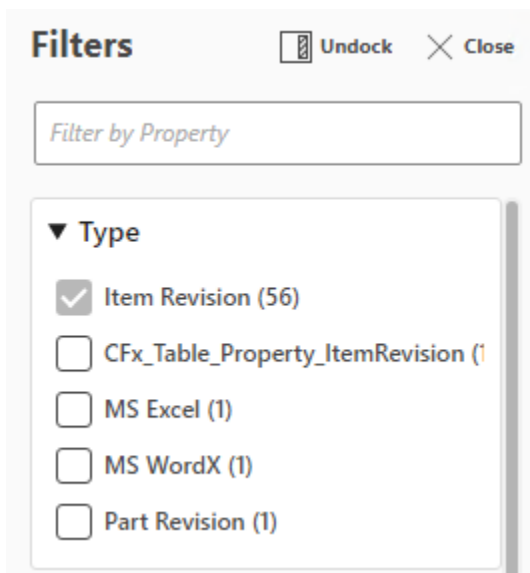 Filters Undock Close
Filter by Property
Type
Item Revision (56)
CFx_Table_Property_ItemRevision (1
MS Excel (1)
MS WordX (1)
Part Revision (1)